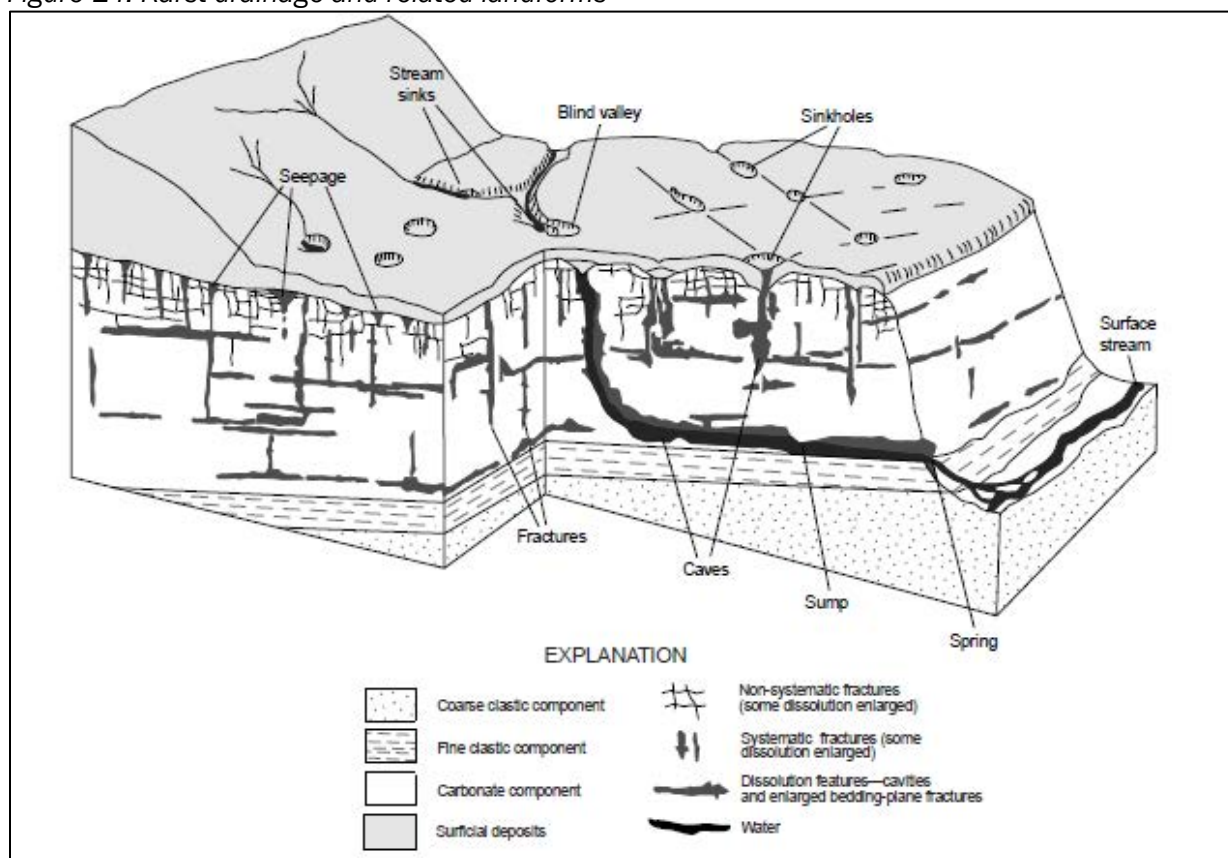 Figure 24. Karst drainage and related landforms
Stream
sinks
Blind valley
Sinkholes
Seepage
Surface
stream
Fractures
Caves
Sump
Spring
EXPLANATION
Coarse clastic component
Fine clastic component
Carbonate component
Surficial deposits
Non-systematic fractures
(some dissolution enlarged)
Systematic fractures (some
dissolution enlarged)
Dissolution features—cavities
and enlarged bedding-plane fractures
Water